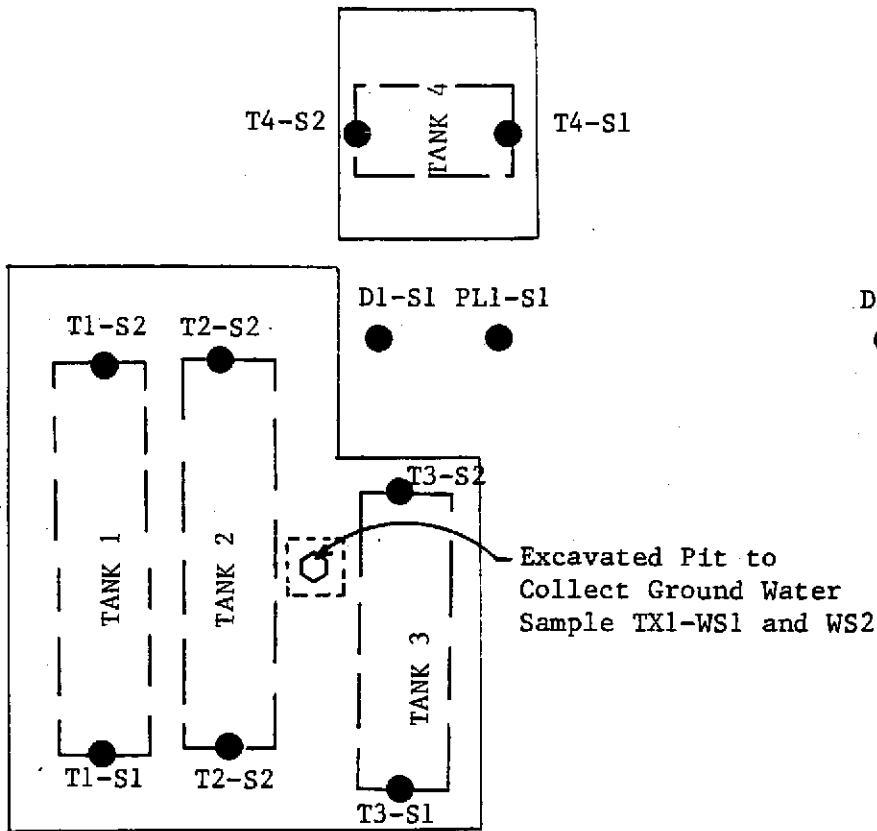 TANK 4
T4-S2
T4-S1
D1-S1 PL1-S1
D
T1-S2 T2-S2
T3-S2
TANK 1
TANK 2
TANK 3
Excavated Pit to
Collect Ground Water
Sample TX1-WS1 and WS2
T1-S1
T2-S2
T3-S1